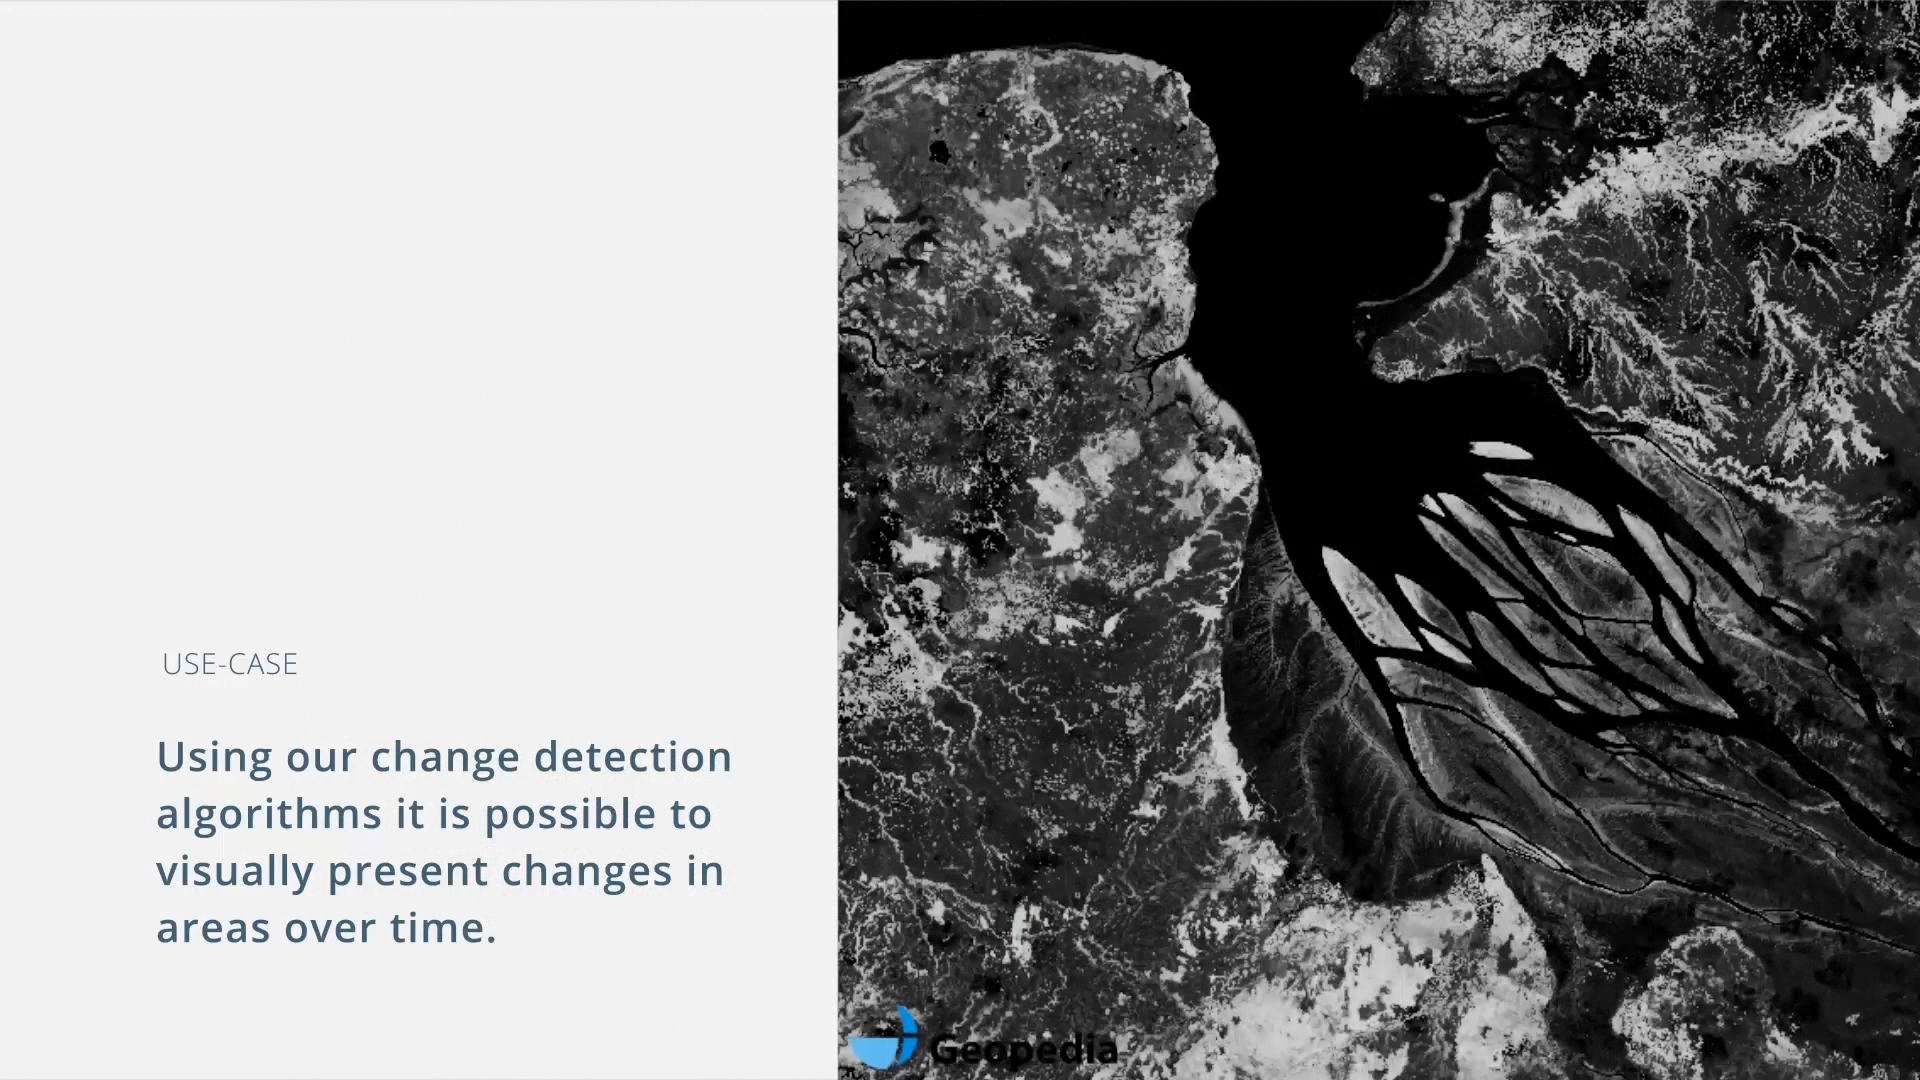 USE-CASE
Using our change detection
algorithms it is possible to
visually present changes in
areas over time.
Geopedia